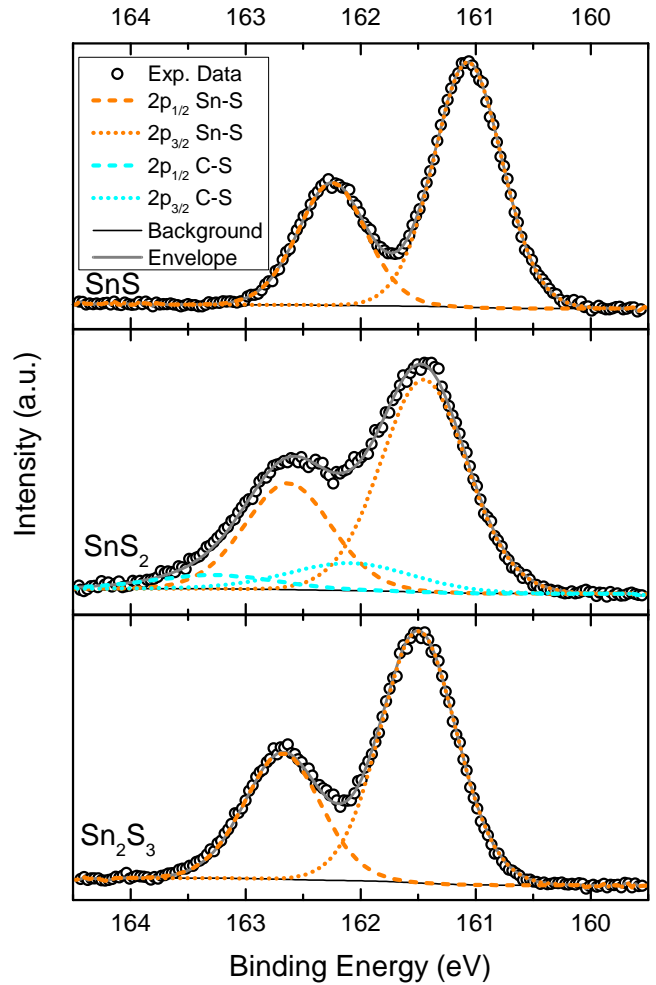 164 163 162 161 160
Exp. Data
2p1/2 Sn-S
2p3/2 Sn-S
2p1/2 C-S
2p3/2 C-S
Background
Envelope
SnS
SnS2
Sn2S3
Intensity (a.u.)
164 163 162 161 160
Binding Energy (eV)